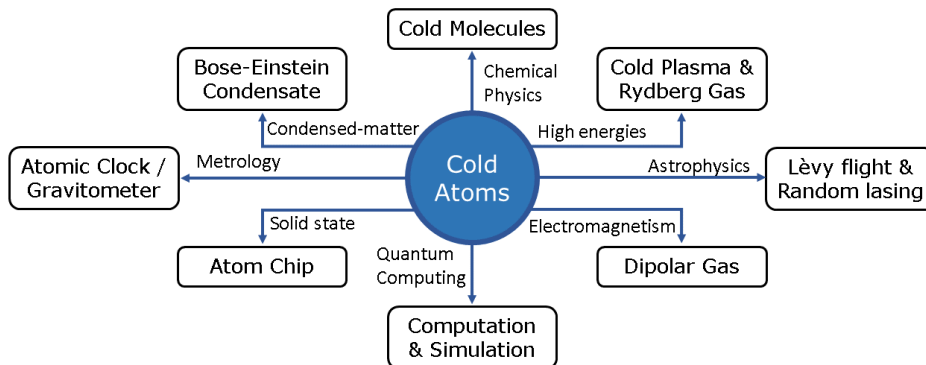 Cold Molecules
Bose-Einstein
Condensate
Chemical
Physics
Cold Plasma &
Rydberg Gas
Condensed-matter
High energies
Atomic Clock /
Gravitometer
Metrology
Cold
Atoms
Astrophysics
Lèvy flight &
Random lasing
Solid state
Electromagnetism
Atom Chip
Quantum
Computing
Dipolar Gas
Computation
& Simulation